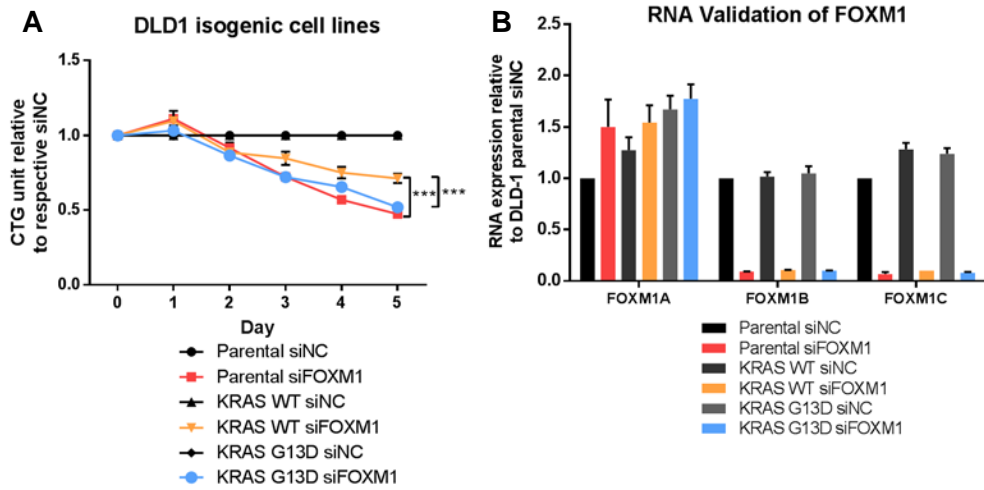 A
DLD1 isogenic cell lines
CTG unit relative
to respective siNC
1.5
1.0
0.5
0.0
0 1 2 3 4 5
Day
*** ***
Parental siNC
Parental siFOXM1
KRAS WT siNC
KRAS WT siFOXM1
KRAS G13D siNC
KRAS G13D siFOXM1
B
RNA Validation of FOXM1
RNA expression relative
to DLD-1 parental siNC
2.5
2.0
1.5
1.0
0.5
0.0
FOXM1A FOXM1B FOXM1C
Parental siNC
Parental siFOXM1
KRAS WT siNC
KRAS WT siFOXM1
KRAS G13D siNC
KRAS G13D siFOXM1